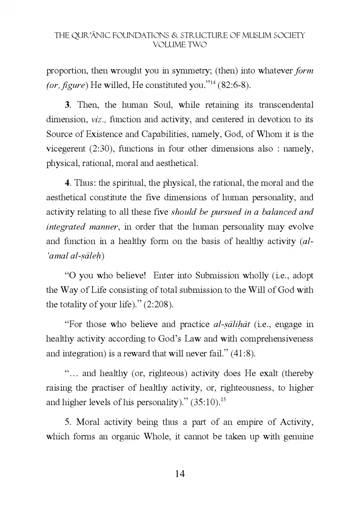 THE QUR'ĀNIC FOUNDATIONS & STRUCTURE OF MUSLIM SOCIETY
VOLUME TWO
proportion, then wrought you in symmetry; (then) into whatever form
(or, figure) He willed, He constituted you."¹⁴ (82:6-8).
3. Then, the human Soul, while retaining its transcendental
dimension, viz., function and activity, and centered in devotion to its
Source of Existence and Capabilities, namely, God, of Whom it is the
vicegerent (2:30), functions in four other dimensions also : namely,
physical, rational, moral and aesthetical.
4. Thus: the spiritual, the physical, the rational, the moral and the
aesthetical constitute the five dimensions of human personality, and
activity relating to all these five should be pursued in a balanced and
integrated manner, in order that the human personality may evolve
and function in a healthy form on the basis of healthy activity (al-
'amal al-ṣāleḥ)
"O you who believe! Enter into Submission wholly (i.e., adopt
the Way of Life consisting of total submission to the Will of God with
the totality of your life)." (2:208).
"For those who believe and practice al-ṣāliḥāt (i.e., engage in
healthy activity according to God's Law and with comprehensiveness
and integration) is a reward that will never fail." (41:8).
"… and healthy (or, righteous) activity does He exalt (thereby
raising the practiser of healthy activity, or, righteousness, to higher
and higher levels of his personality)." (35:10).¹⁵
5. Moral activity being thus a part of an empire of Activity,
which forms an organic Whole, it cannot be taken up with genuine
14